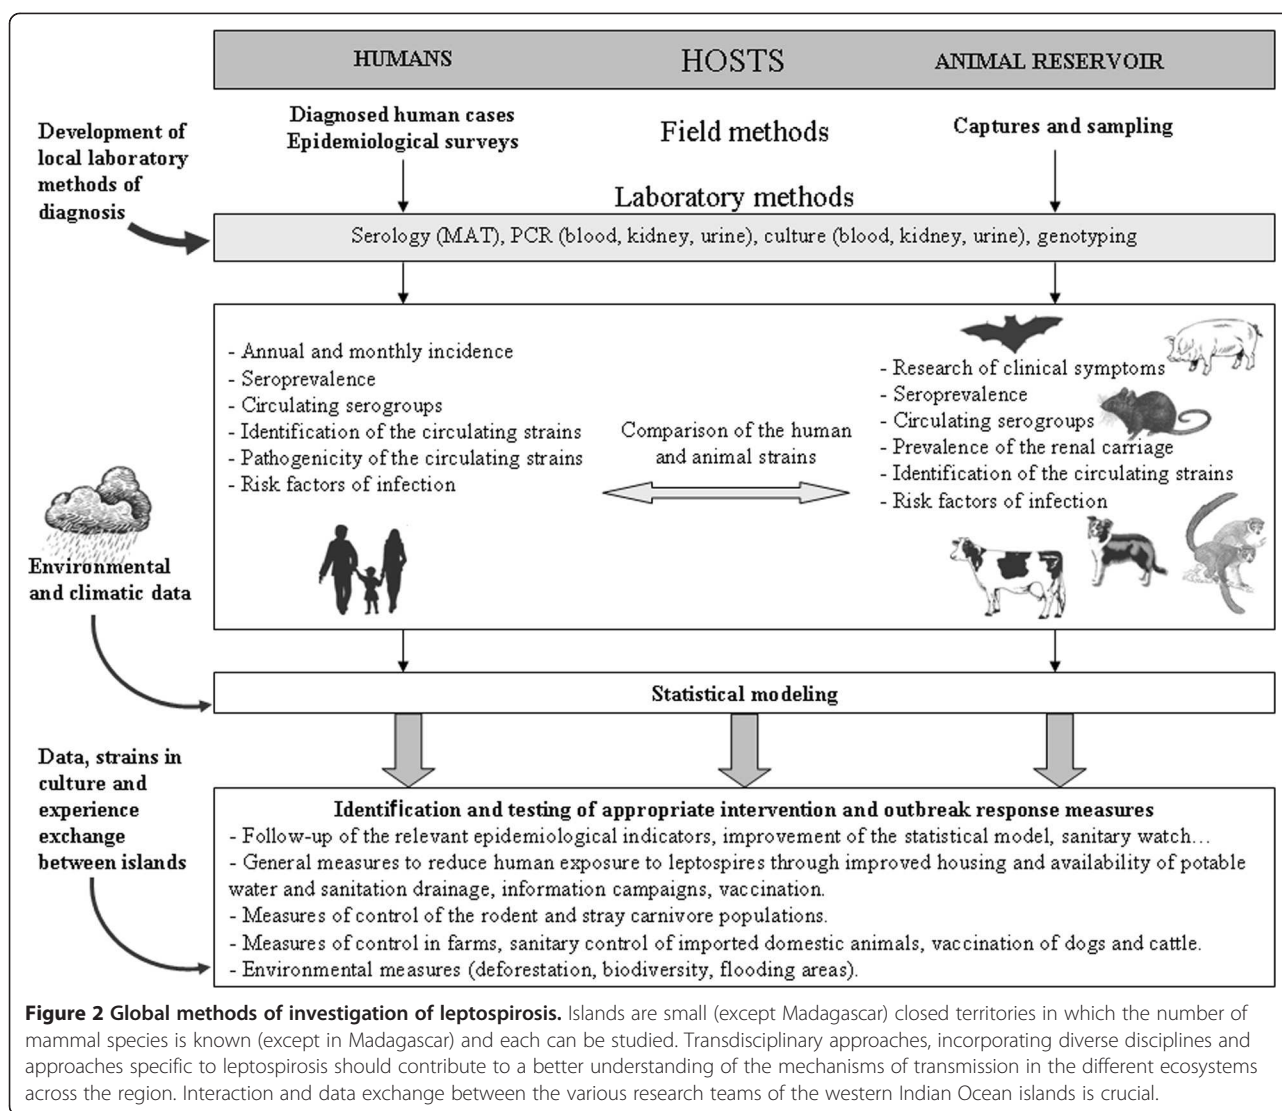 HUMANS HOSTS ANIMAL RESERVOIR
Development of
local laboratory
methods of
diagnosis
Diagnosed human cases
Epidemiological surveys
Field methods
Captures and sampling
Laboratory methods
Serology (MAT), PCR (blood, kidney, urine), culture (blood, kidney, urine), genotyping
- Annual and monthly incidence
- Seroprevalence
- Circulating serogroups
- Identification of the circulating strains
- Pathogenicity of the circulating strains
- Risk factors of infection
Comparison of the human
and animal strains
- Research of clinical symptoms
- Seroprevalence
- Circulating serogroups
- Prevalence of the renal carriage
- Identification of the circulating strains
- Risk factors of infection
Environmental
and climatic data
Statistical modeling
Data, strains in
culture and
experience
exchange
between islands
Identification and testing of appropriate intervention and outbreak response measures
- Follow-up of the relevant epidemiological indicators, improvement of the statistical model, sanitary watch…
- General measures to reduce human exposure to leptospires through improved housing and availability of potable
water and sanitation drainage, information campaigns, vaccination.
- Measures of control of the rodent and stray carnivore populations.
- Measures of control in farms, sanitary control of imported domestic animals, vaccination of dogs and cattle.
- Environmental measures (deforestation, biodiversity, flooding areas).
Figure 2 Global methods of investigation of leptospirosis. Islands are small (except Madagascar) closed territories in which the number of
mammal species is known (except in Madagascar) and each can be studied. Transdisciplinary approaches, incorporating diverse disciplines and
approaches specific to leptospirosis should contribute to a better understanding of the mechanisms of transmission in the different ecosystems
across the region. Interaction and data exchange between the various research teams of the western Indian Ocean islands is crucial.